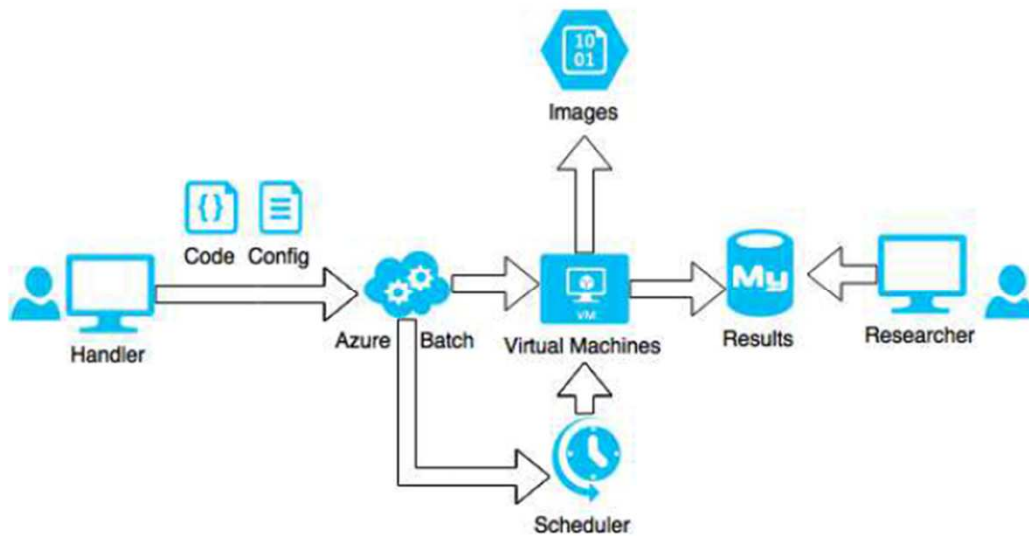 10
01
Images
{}
Code Config
Azure Batch
VM
Virtual Machines
My
Results
Handler
Researcher
Scheduler